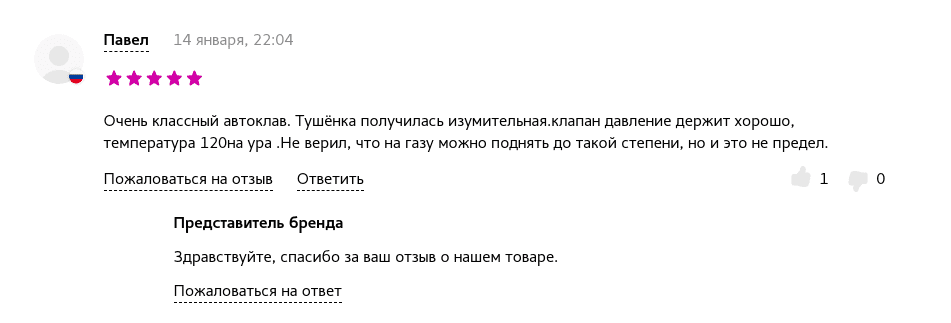 Павел 14 января, 22:04
Очень классный автоклав. Тушёнка получилась изумительная.клапан давление держит хорошо,
температура 120на ура .Не верил, что на газу можно поднять до такой степени, но и это не предел.
Пожаловаться на отзыв Ответить 1 0
Представитель бренда
Здравствуйте, спасибо за ваш отзыв о нашем товаре.
Пожаловаться на ответ